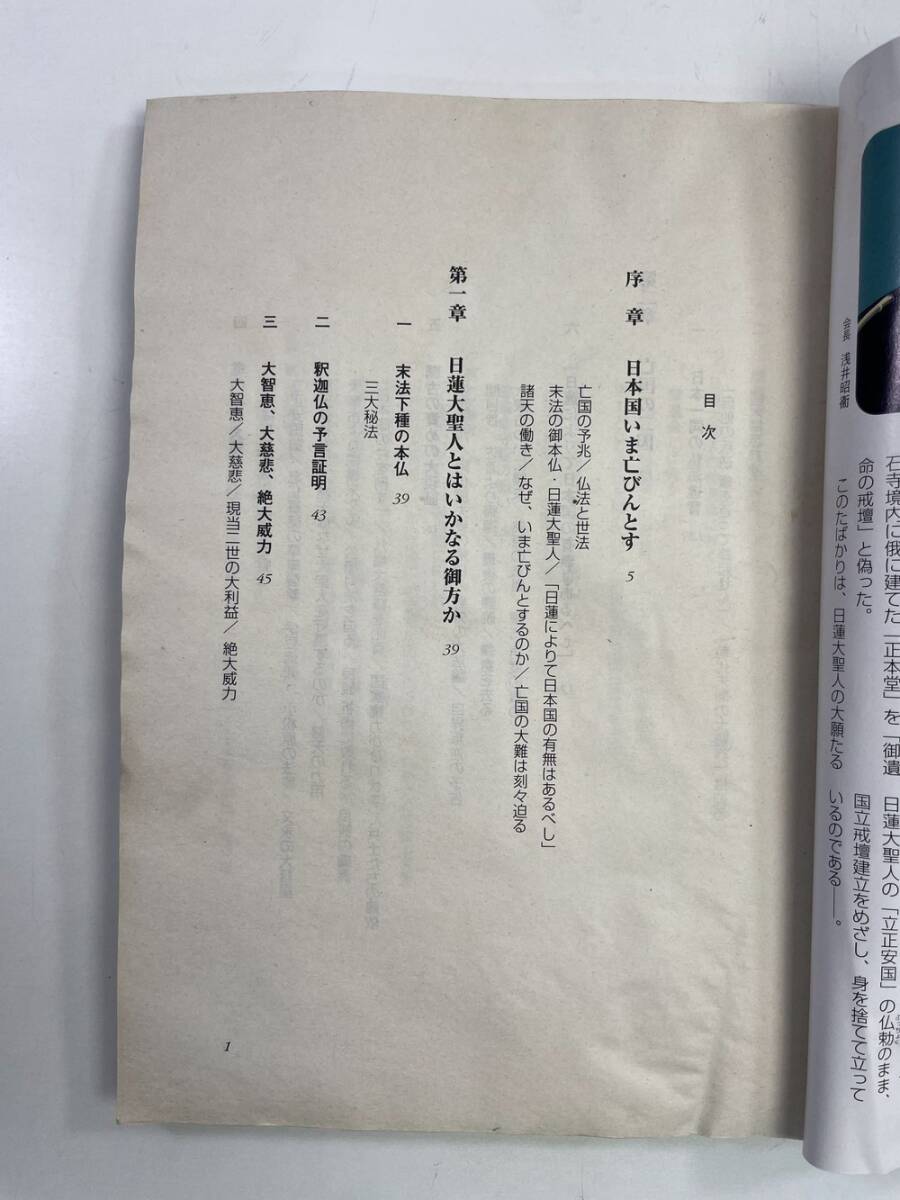 会長 浅井昭衞
石寺境内に俄に建てた「正本堂」を「御遺
命の戒壇」と偽った。
このたばかりは、日蓮大聖人の大願たる
日蓮大聖人の「立正安国」の仏勅のまま、
国立戒壇建立をめざし、身を捨てて立って
いるのである――。
目次
序章 日本国いま亡びんとす 5
亡国の予兆/仏法と世法
末法の御本仏・日蓮大聖人/「日蓮によりて日本国の有無はあるべし」
諸天の働き/なぜ、いま亡びんとするのか/亡国の大難は刻々迫る
第一章 日蓮大聖人とはいかなる御方か 39
一 末法下種の本仏 39
三大秘法
二 釈迦仏の予言証明 43
三 大智恵、大慈悲、絶大威力 45
大智恵/大慈悲/現当二世の大利益/絶大威力
1